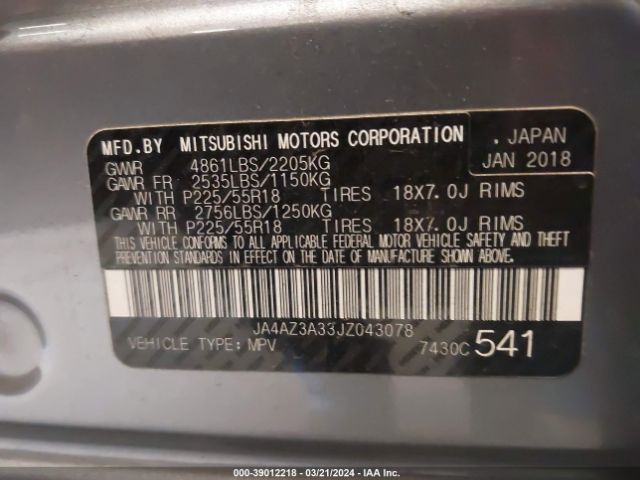 MFD.BY MITSUBISHI MOTORS CORPORATION . JAPAN
GVWR 4861LBS/2205KG JAN 2018
GAWR FR 2535LBS/1150KG
WITH P225/55R18 TIRES 18X7.0J RIMS
GAWR RR 2756LBS/1250KG
WITH P225/55R18 TIRES 18X7.0J RIMS
THIS VEHICLE CONFORMS TO ALL APPLICABLE FEDERAL MOTOR VEHICLE SAFETY AND THEFT
PREVENTION STANDARDS IN EFFECT ON THE DATE OF MANUFACTURE SHOWN ABOVE.
JA4AZ3A33JZ043078
VEHICLE TYPE: MPV 7430C 541
000-39012218 - 03/21/2024 - IAA Inc.